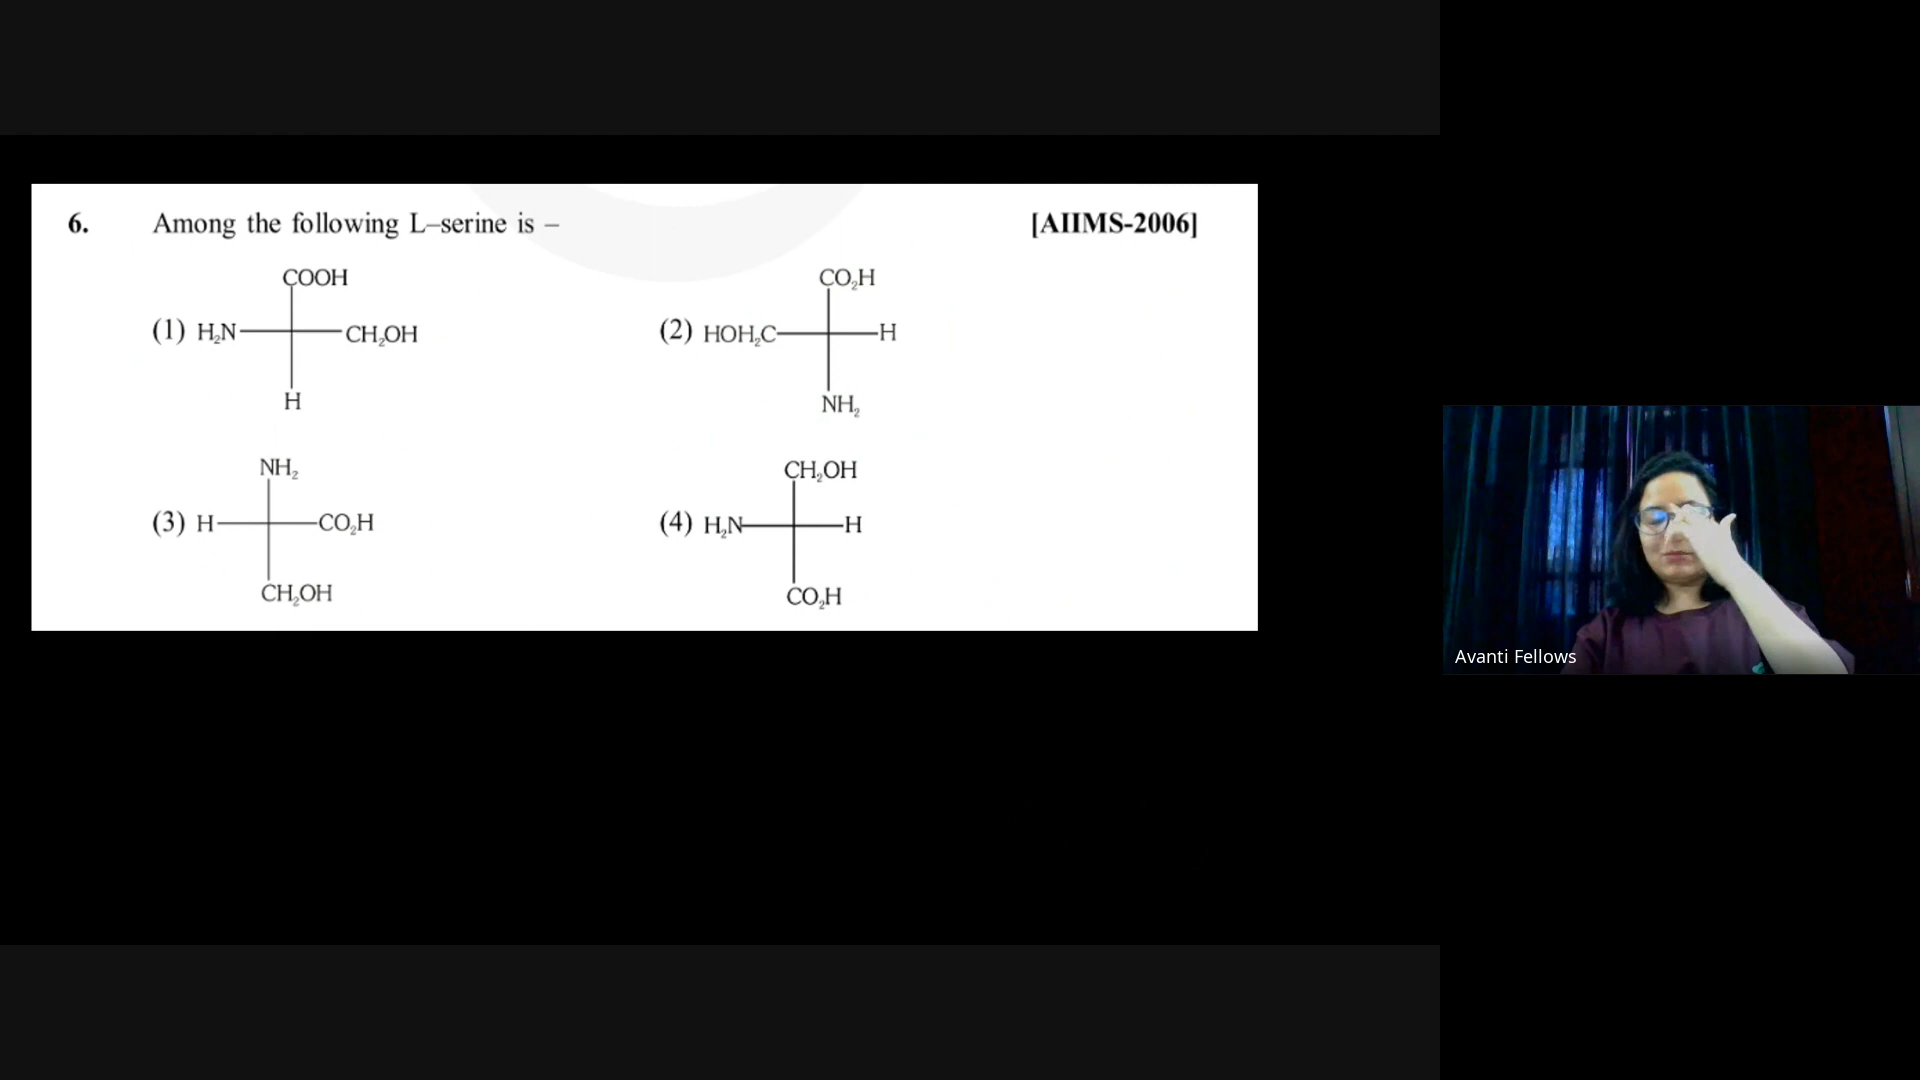 6. Among the following L–serine is – [AIIMS-2006]
COOH
(1) H₂N CH₂OH
H
CO₂H
(2) HOH₂C H
NH₂
NH₂
(3) H CO₂H
CH₂OH
CH₂OH
(4) H₂N H
CO₂H
Avanti Fellows